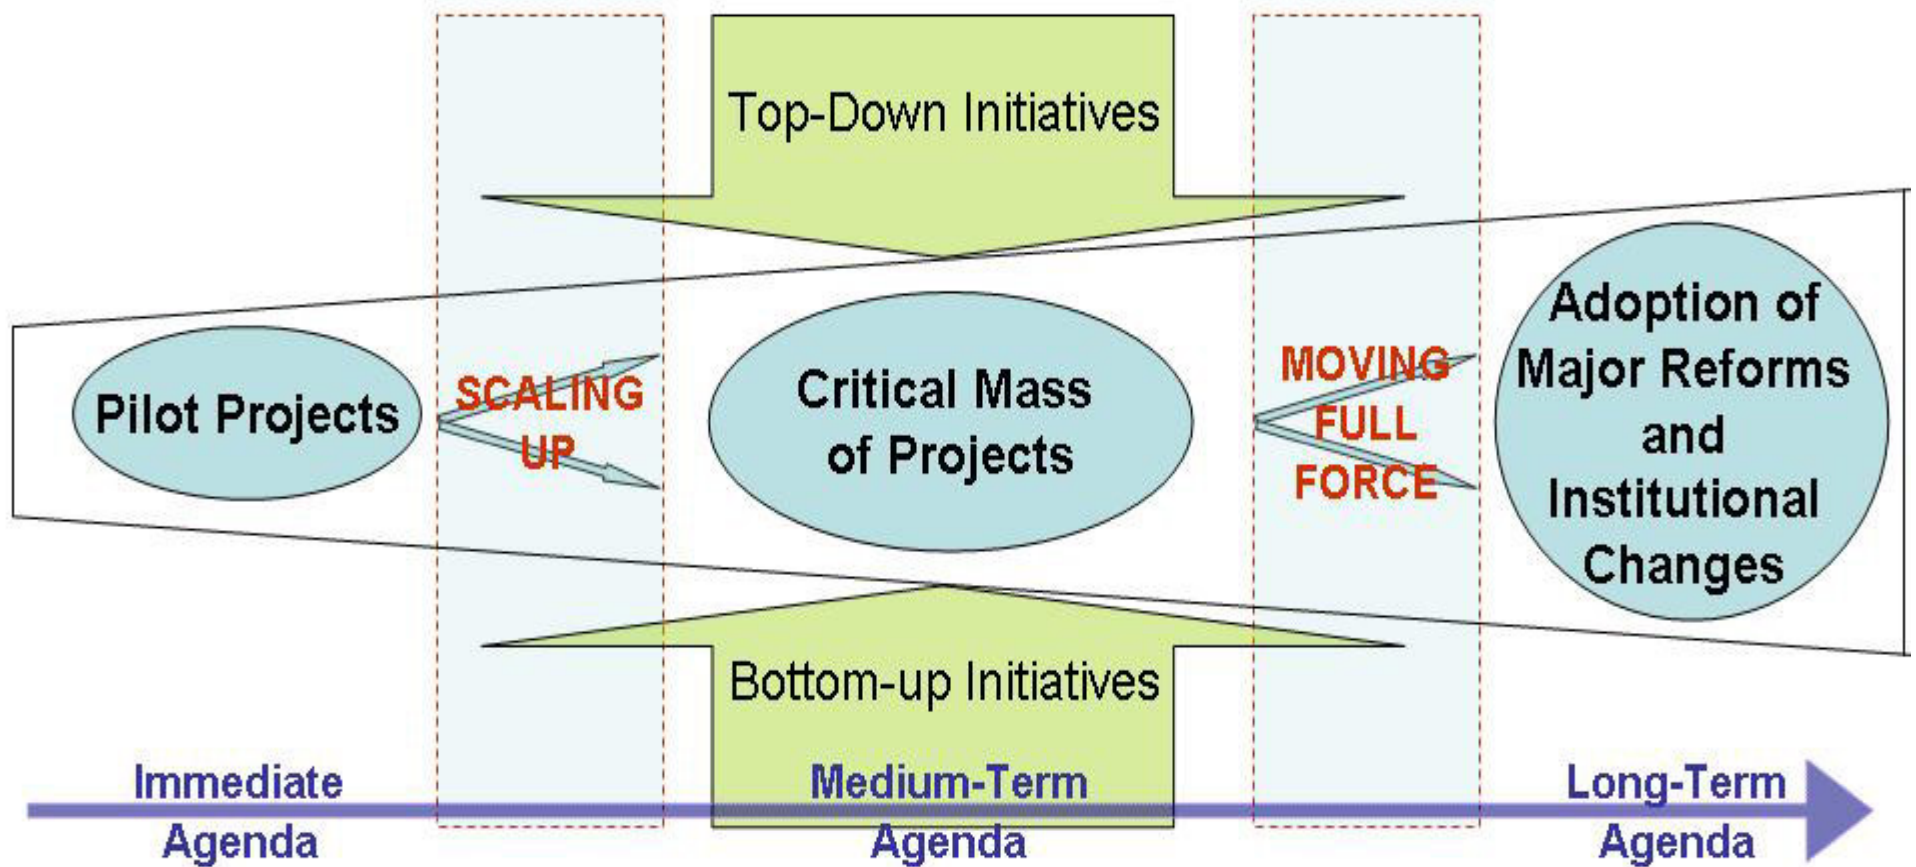 Top-Down Initiatives
Pilot Projects
SCALING
UP
Critical Mass
of Projects
MOVING
FULL
FORCE
Adoption of
Major Reforms
and
Institutional
Changes
Bottom-up Initiatives
Immediate
Agenda
Medium-Term
Agenda
Long-Term
Agenda